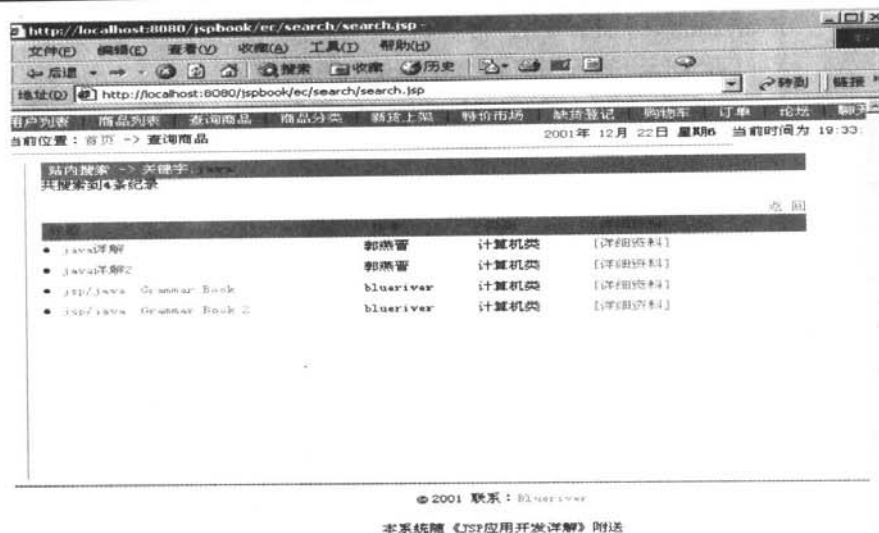 http://localhost:8080/jspbook/ec/search/search.jsp -
文件(F) 编辑(E) 查看(V) 收藏(A) 工具(T) 帮助(H)
后退 搜索 收藏 历史
地址(D) http://localhost:8080/jspbook/ec/search/search.jsp 转到 链接 »
用户列表 商品列表 查询商品 商品分类 新货上架 特价市场 缺货登记 购物车 订单 论坛 聊天
当前位置：首页 -> 查询商品 2001年 12月 22日 星期6 当前时间为 19:33:
站内搜索 -> 关键字: java
共搜索到4条纪录
返 回
● java详解 郭燕晋 计算机类 [详细资料]
● java详解2 郭燕晋 计算机类 [详细资料]
● jsp/java Grammar Book blueriver 计算机类 [详细资料]
● jsp/java Grammar Book 2 blueriver 计算机类 [详细资料]
© 2001 联系：Blueriver
本系统随《JSP应用开发详解》附送